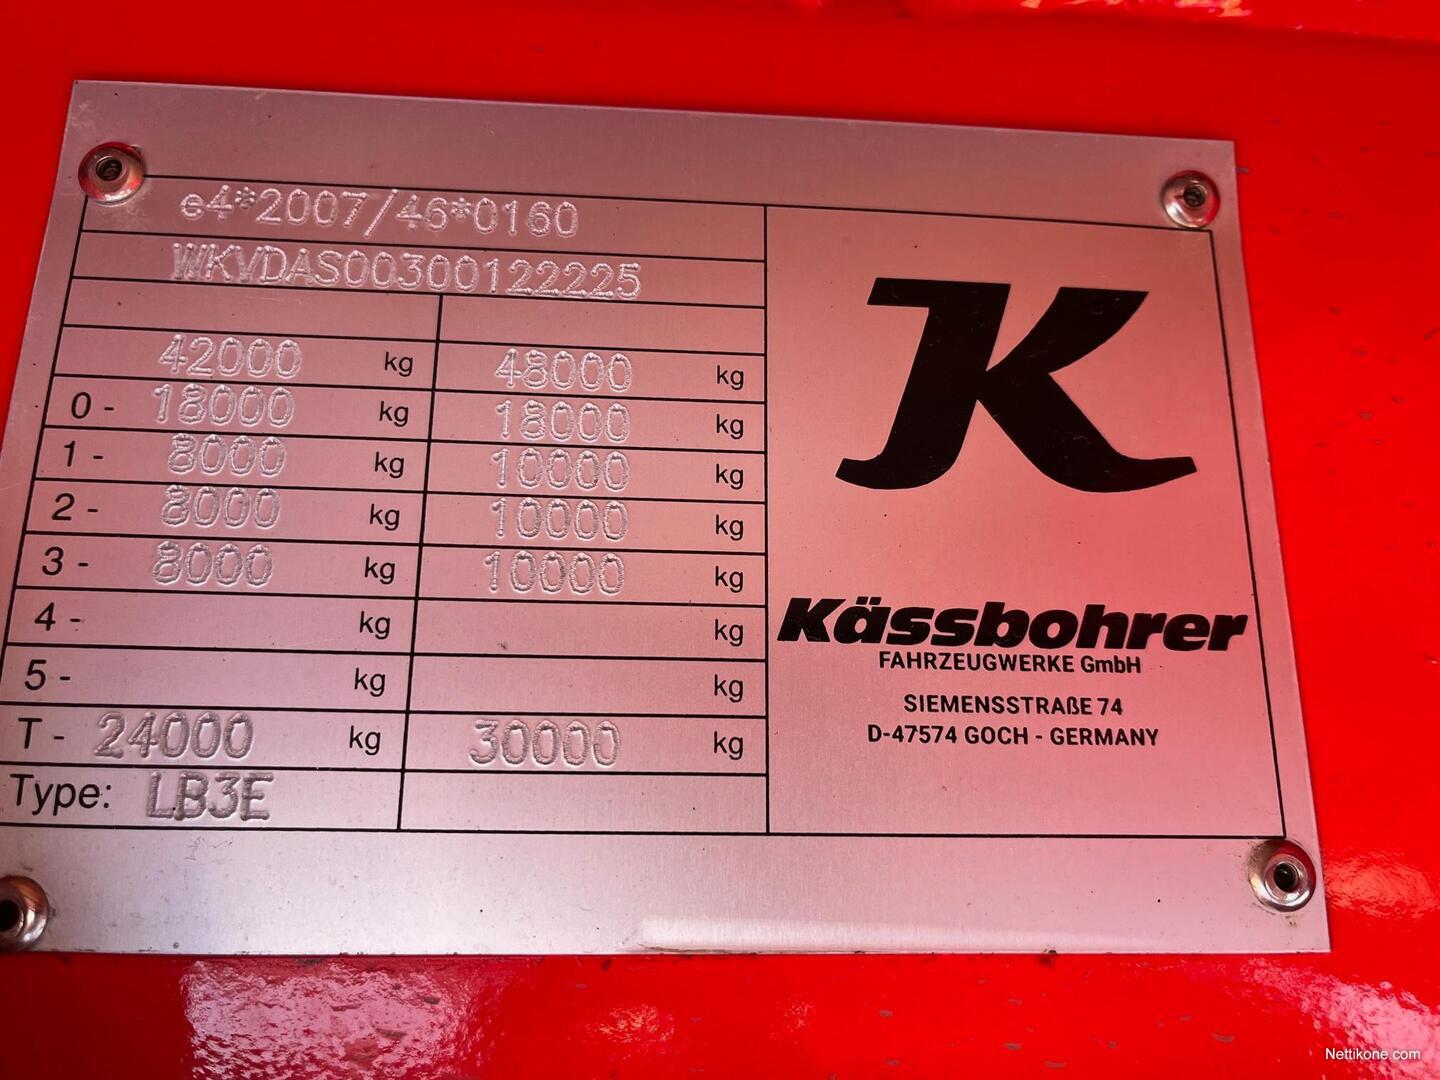 e4*2007/46*0160
WKVDAS00300122225
42000 kg 48000 kg
0 - 18000 kg 18000 kg
1 - 8000 kg 10000 kg
2 - 8000 kg 10000 kg
3 - 8000 kg 10000 kg
4 - kg kg
5 - kg kg
T - 24000 kg 30000 kg
Type: LB3E
K
Kässbohrer
FAHRZEUGWERKE GmbH
SIEMENSSTRAßE 74
D-47574 GOCH - GERMANY
Nettikone.com